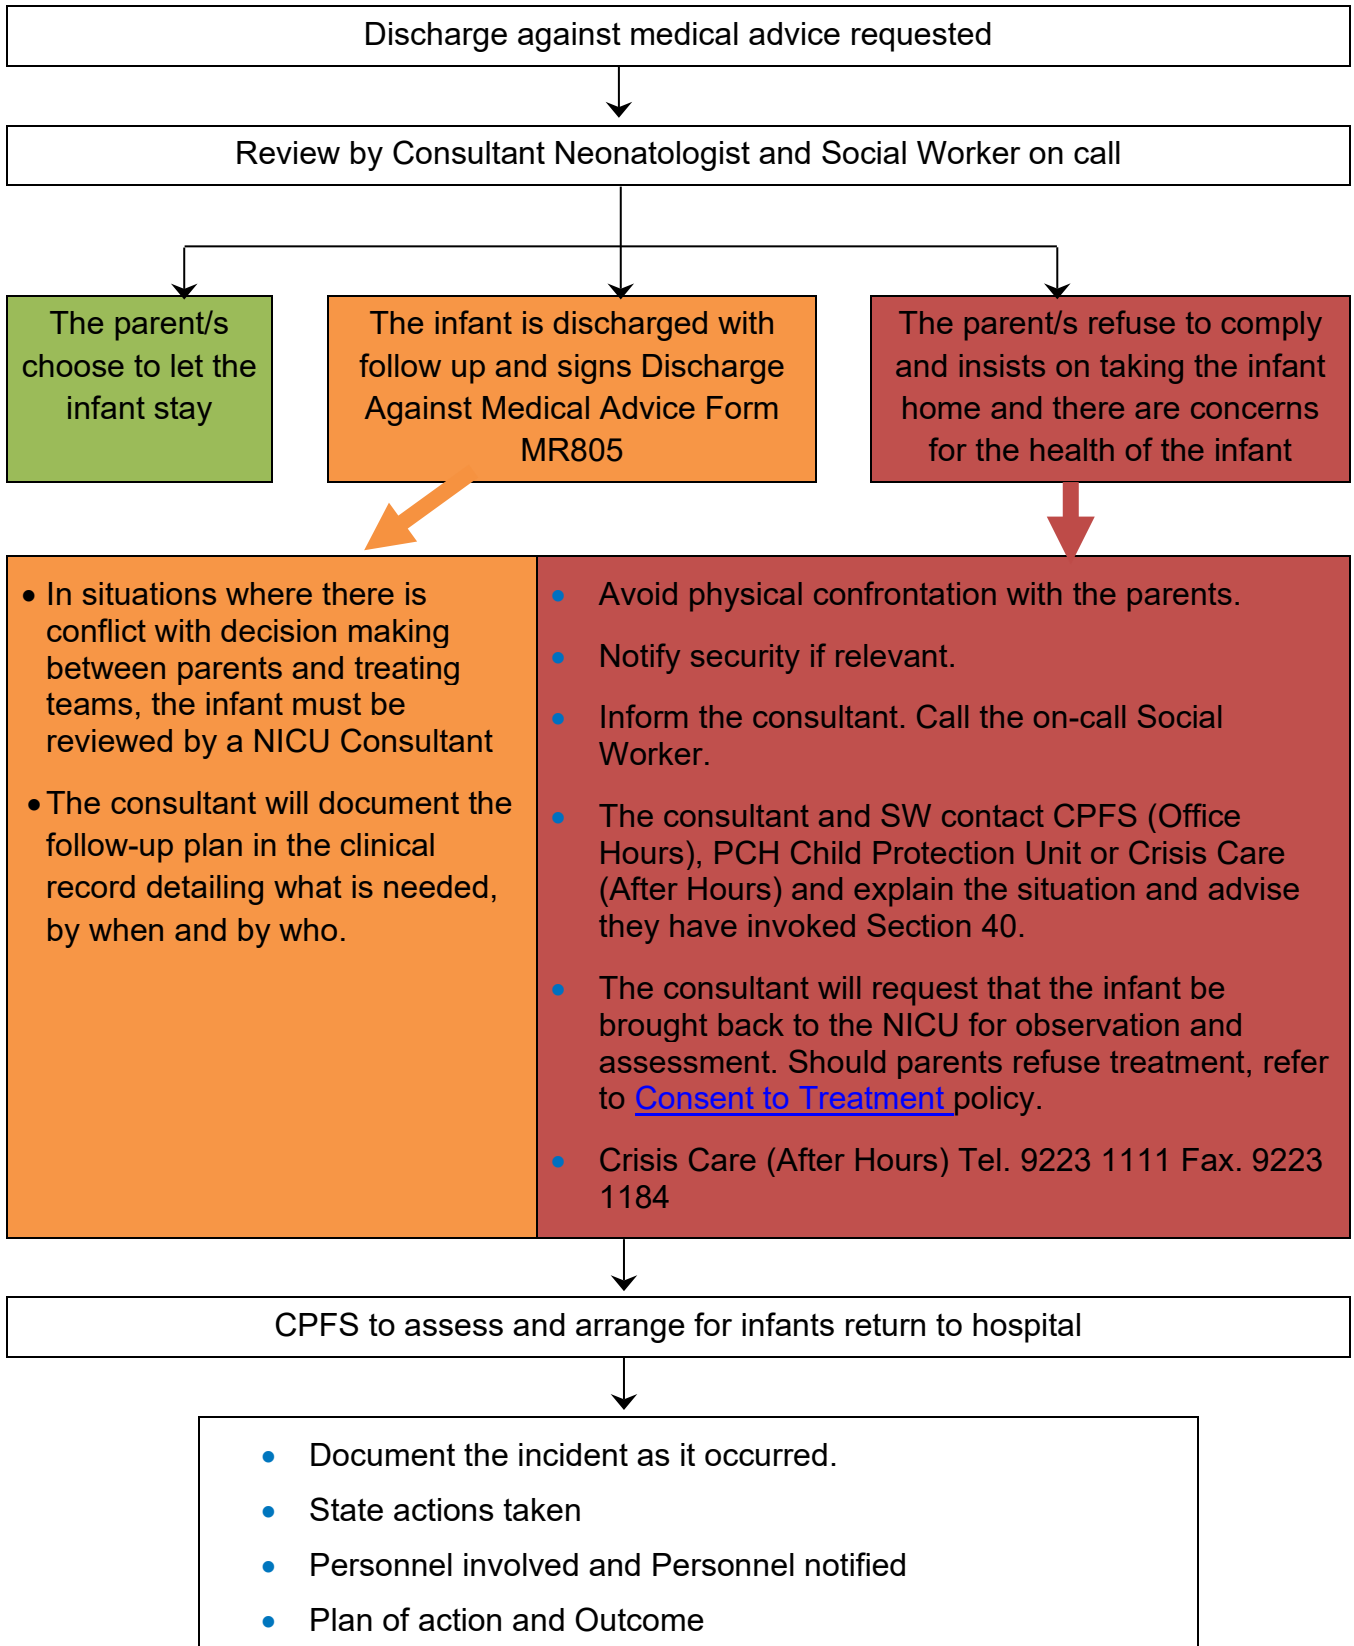 Discharge against medical advice requested
Review by Consultant Neonatologist and Social Worker on call
The parent/s
choose to let the
infant stay
The infant is discharged with
follow up and signs Discharge
Against Medical Advice Form
MR805
The parent/s refuse to comply
and insists on taking the infant
home and there are concerns
for the health of the infant
• In situations where there is
conflict with decision making
between parents and treating
teams, the infant must be
reviewed by a NICU Consultant
• The consultant will document the
follow-up plan in the clinical
record detailing what is needed,
by when and by who.
• Avoid physical confrontation with the parents.
• Notify security if relevant.
• Inform the consultant. Call the on-call Social
Worker.
• The consultant and SW contact CPFS (Office
Hours), PCH Child Protection Unit or Crisis Care
(After Hours) and explain the situation and advise
they have invoked Section 40.
• The consultant will request that the infant be
brought back to the NICU for observation and
assessment. Should parents refuse treatment, refer
to Consent to Treatment policy.
• Crisis Care (After Hours) Tel. 9223 1111 Fax. 9223
1184
CPFS to assess and arrange for infants return to hospital
• Document the incident as it occurred.
• State actions taken
• Personnel involved and Personnel notified
• Plan of action and Outcome